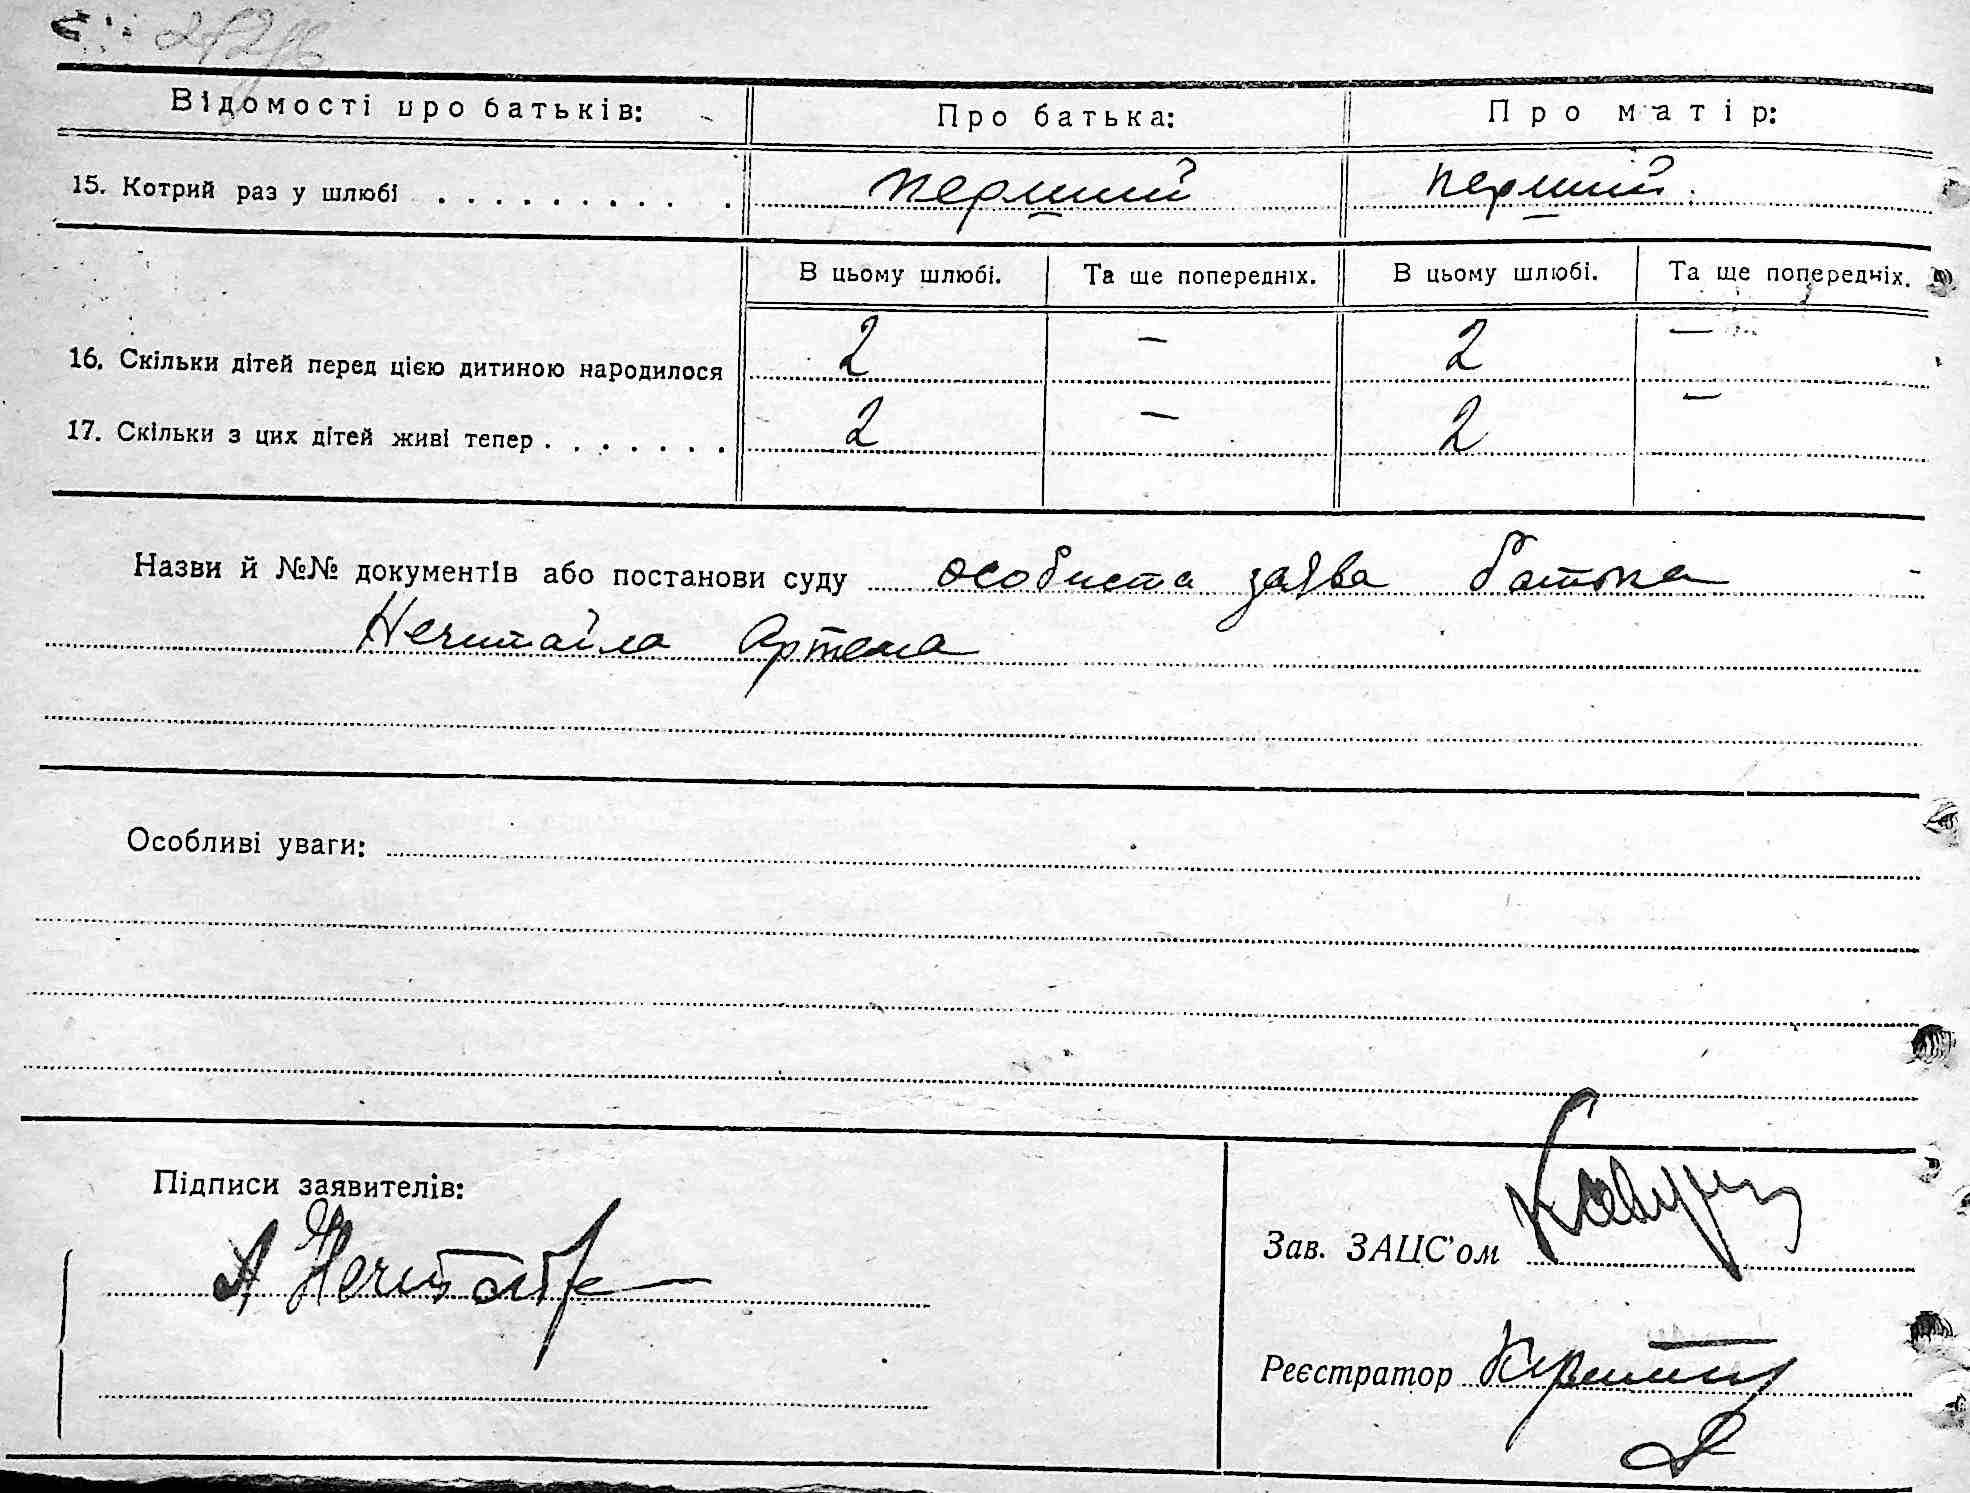 Відомості про батьків: Про батька: Про матір:
15. Котрий раз у шлюбі . . . . . . . . . . . перший перший.
В цьому шлюбі. Та ще попередніх. В цьому шлюбі. Та ще попередніх.
16. Скільки дітей перед цією дитиною народилося 2 — 2 —
17. Скільки з цих дітей живі тепер . . . . . . . 2 — 2 —
Назви й №№ документів або постанови суду особиста заява батька
Нечитайла Артема
Особливі уваги:
Підписи заявителів:
Зав. ЗАЦС'ом Кавун
А Нечитайло
Реєстратор